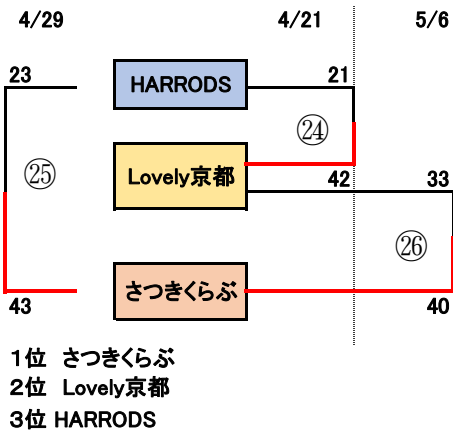 4/29 4/21 5/6
23 21
HARRODS
㉔
㉕ Lovely京都
42 33
㉖
さつきくらぶ
43 40
1位 さつきくらぶ
2位 Lovely京都
3位 HARRODS